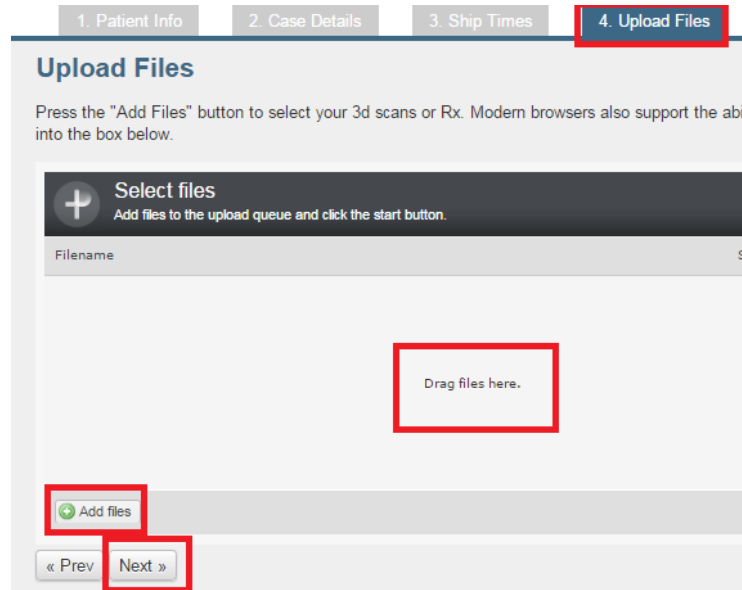 1. Patient Info 2. Case Details 3. Ship Times 4. Upload Files
Upload Files
Press the "Add Files" button to select your 3d scans or Rx. Modern browsers also support the
into the box below.
Select files
Add files to the upload queue and click the start button.
Filename
Drag files here.
Add files
« Prev Next »